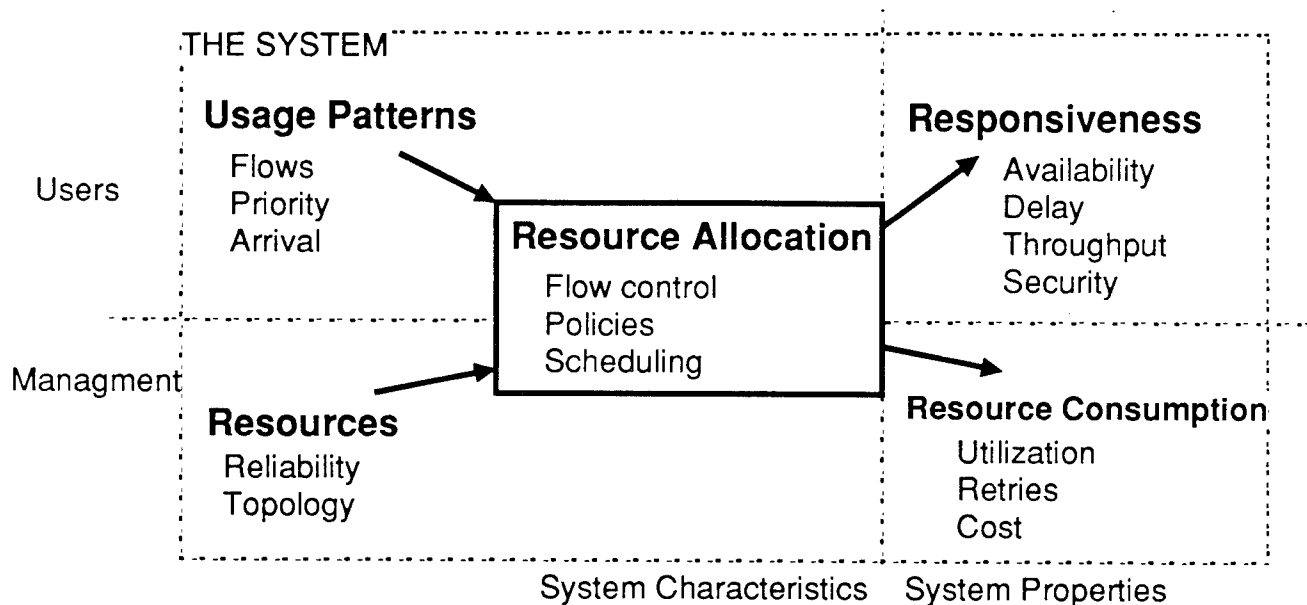 THE SYSTEM
Usage Patterns
Flows
Priority
Arrival
Users
Responsiveness
Availability
Delay
Throughput
Security
Resource Allocation
Flow control
Policies
Scheduling
Managment
Resources
Reliability
Topology
Resource Consumption
Utilization
Retries
Cost
System Characteristics
System Properties